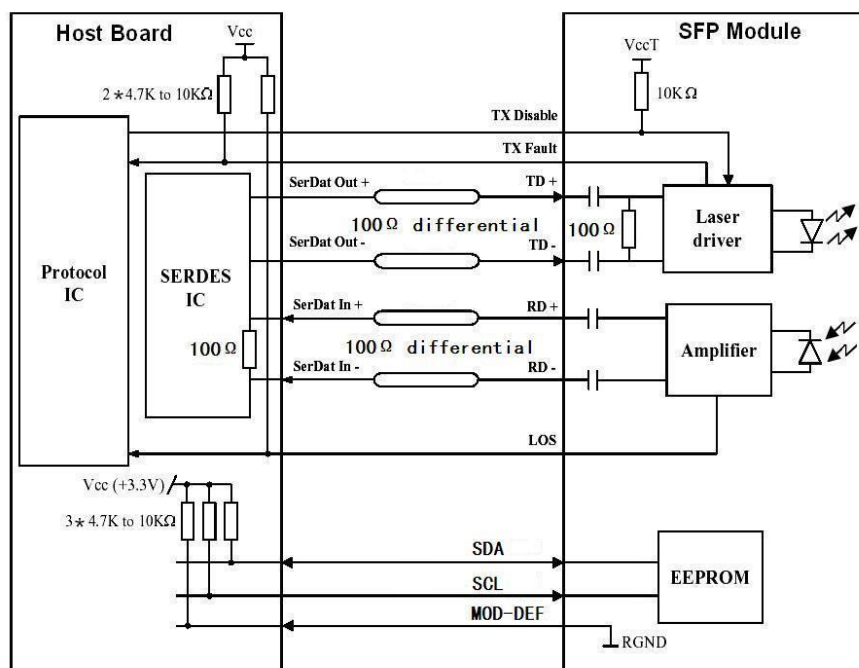 Host Board
SFP Module
Vcc
VccT
2*4.7K to 10KΩ
10KΩ
TX Disable
TX Fault
SerDat Out +
TD +
100Ω differential
100Ω
Laser
driver
SerDat Out -
TD -
Protocol
IC
SERDES
IC
SerDat In +
RD +
100Ω
100Ω differential
Amplifier
SerDat In -
RD -
LOS
Vcc (+3.3V)
3*4.7K to 10KΩ
SDA
EEPROM
SCL
MOD-DEF
RGND